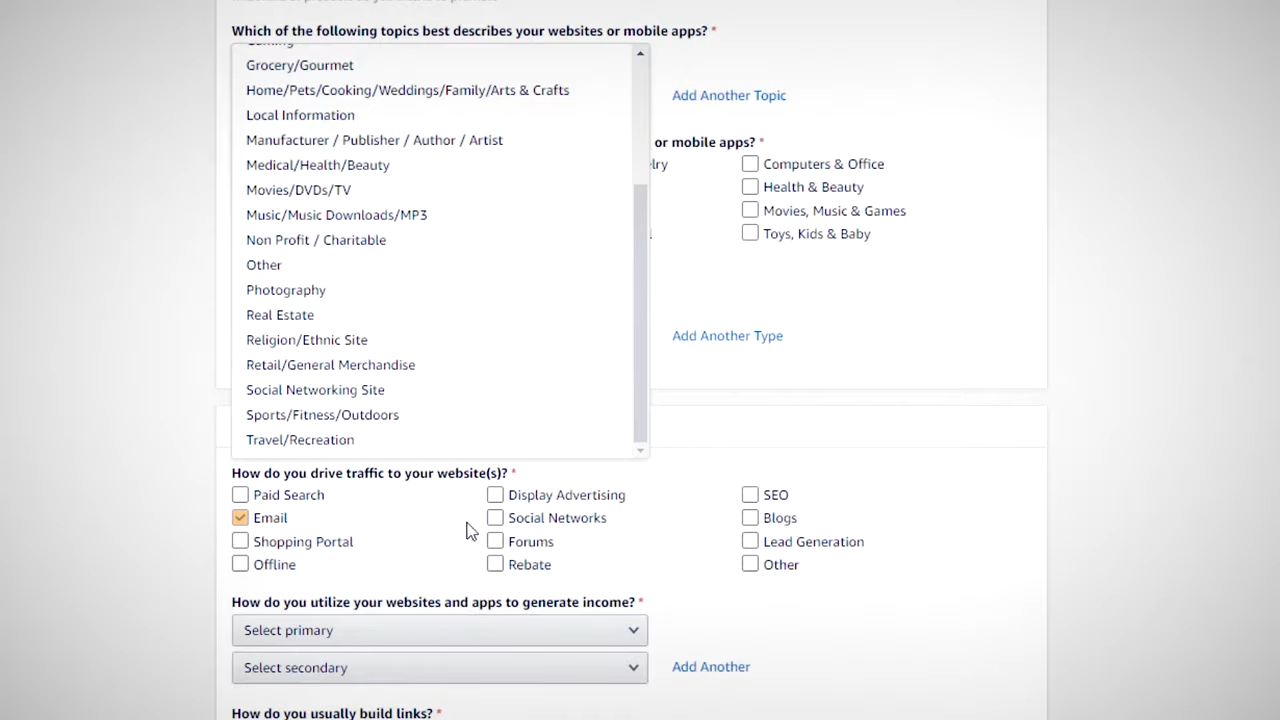 Which of the following topics best describes your websites or mobile apps? *
Grocery/Gourmet
Home/Pets/Cooking/Weddings/Family/Arts & Crafts
Add Another Topic
Local Information
Manufacturer / Publisher / Author / Artist
or mobile apps? *
Medical/Health/Beauty
Computers & Office
Movies/DVDs/TV
Health & Beauty
Music/Music Downloads/MP3
Movies, Music & Games
Non Profit / Charitable
Toys, Kids & Baby
Other
Photography
Real Estate
Religion/Ethnic Site
Add Another Type
Retail/General Merchandise
Social Networking Site
Sports/Fitness/Outdoors
Travel/Recreation
How do you drive traffic to your website(s)? *
Paid Search Display Advertising SEO
Email Social Networks Blogs
Shopping Portal Forums Lead Generation
Offline Rebate Other
How do you utilize your websites and apps to generate income? *
Select primary
Select secondary Add Another
How do you usually build links? *